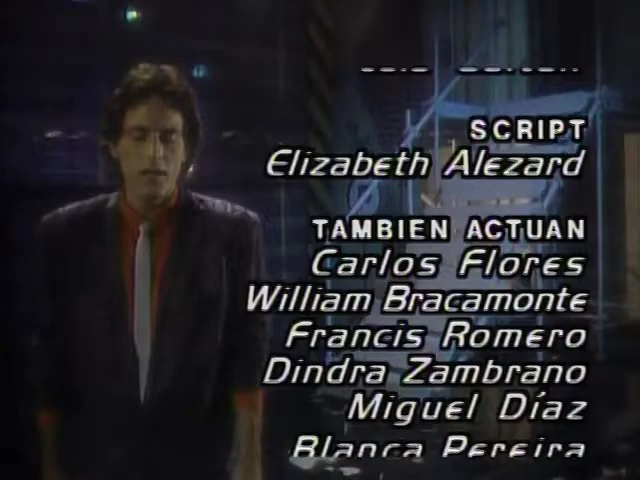 SCRIPT
Elizabeth Alezard
TAMBIEN ACTUAN
Carlos Flores
William Bracamonte
Francis Romero
Dindra Zambrano
Miguel Díaz
Blanca Pereira